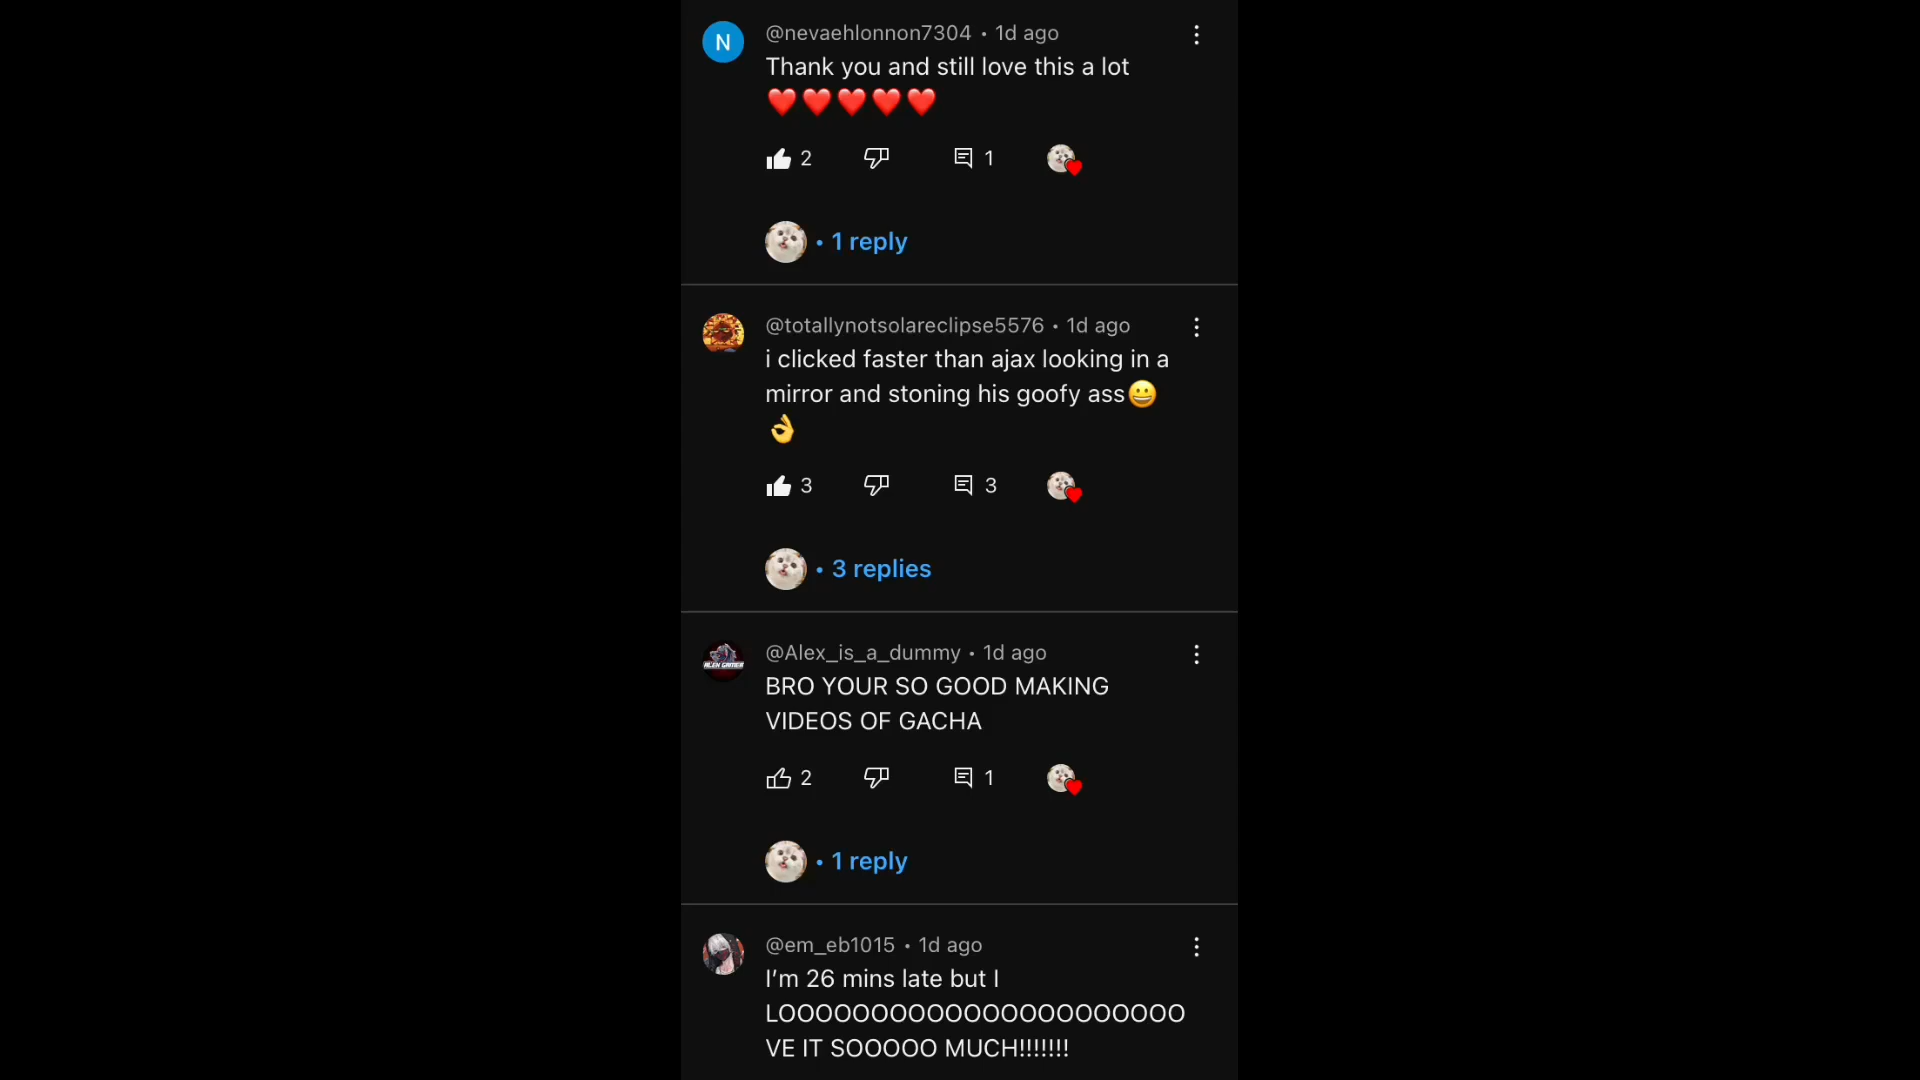 N
@nevaehlonnon7304 • 1d ago
Thank you and still love this a lot
❤️❤️❤️❤️❤️
2
1
• 1 reply
@totallynotsolareclipse5576 • 1d ago
i clicked faster than ajax looking in a
mirror and stoning his goofy ass😀
👌
3
3
• 3 replies
ALEX GAMER
@Alex_is_a_dummy • 1d ago
BRO YOUR SO GOOD MAKING
VIDEOS OF GACHA
2
1
• 1 reply
@em_eb1015 • 1d ago
I’m 26 mins late but I
LOOOOOOOOOOOOOOOOOOOOOO
VE IT SOOOOO MUCH!!!!!!!